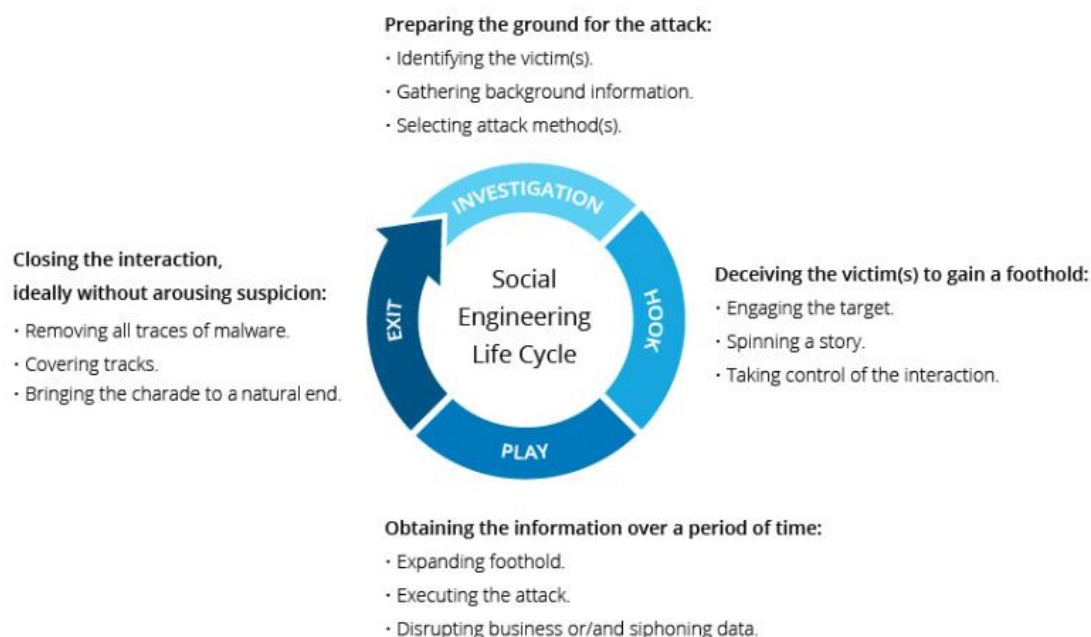 Preparing the ground for the attack:
· Identifying the victim(s).
· Gathering background information.
· Selecting attack method(s).
INVESTIGATION
Closing the interaction,
ideally without arousing suspicion:
· Removing all traces of malware.
· Covering tracks.
· Bringing the charade to a natural end.
EXIT
Social
Engineering
Life Cycle
HOOK
Deceiving the victim(s) to gain a foothold:
· Engaging the target.
· Spinning a story.
· Taking control of the interaction.
PLAY
Obtaining the information over a period of time:
· Expanding foothold.
· Executing the attack.
· Disrupting business or/and siphoning data.